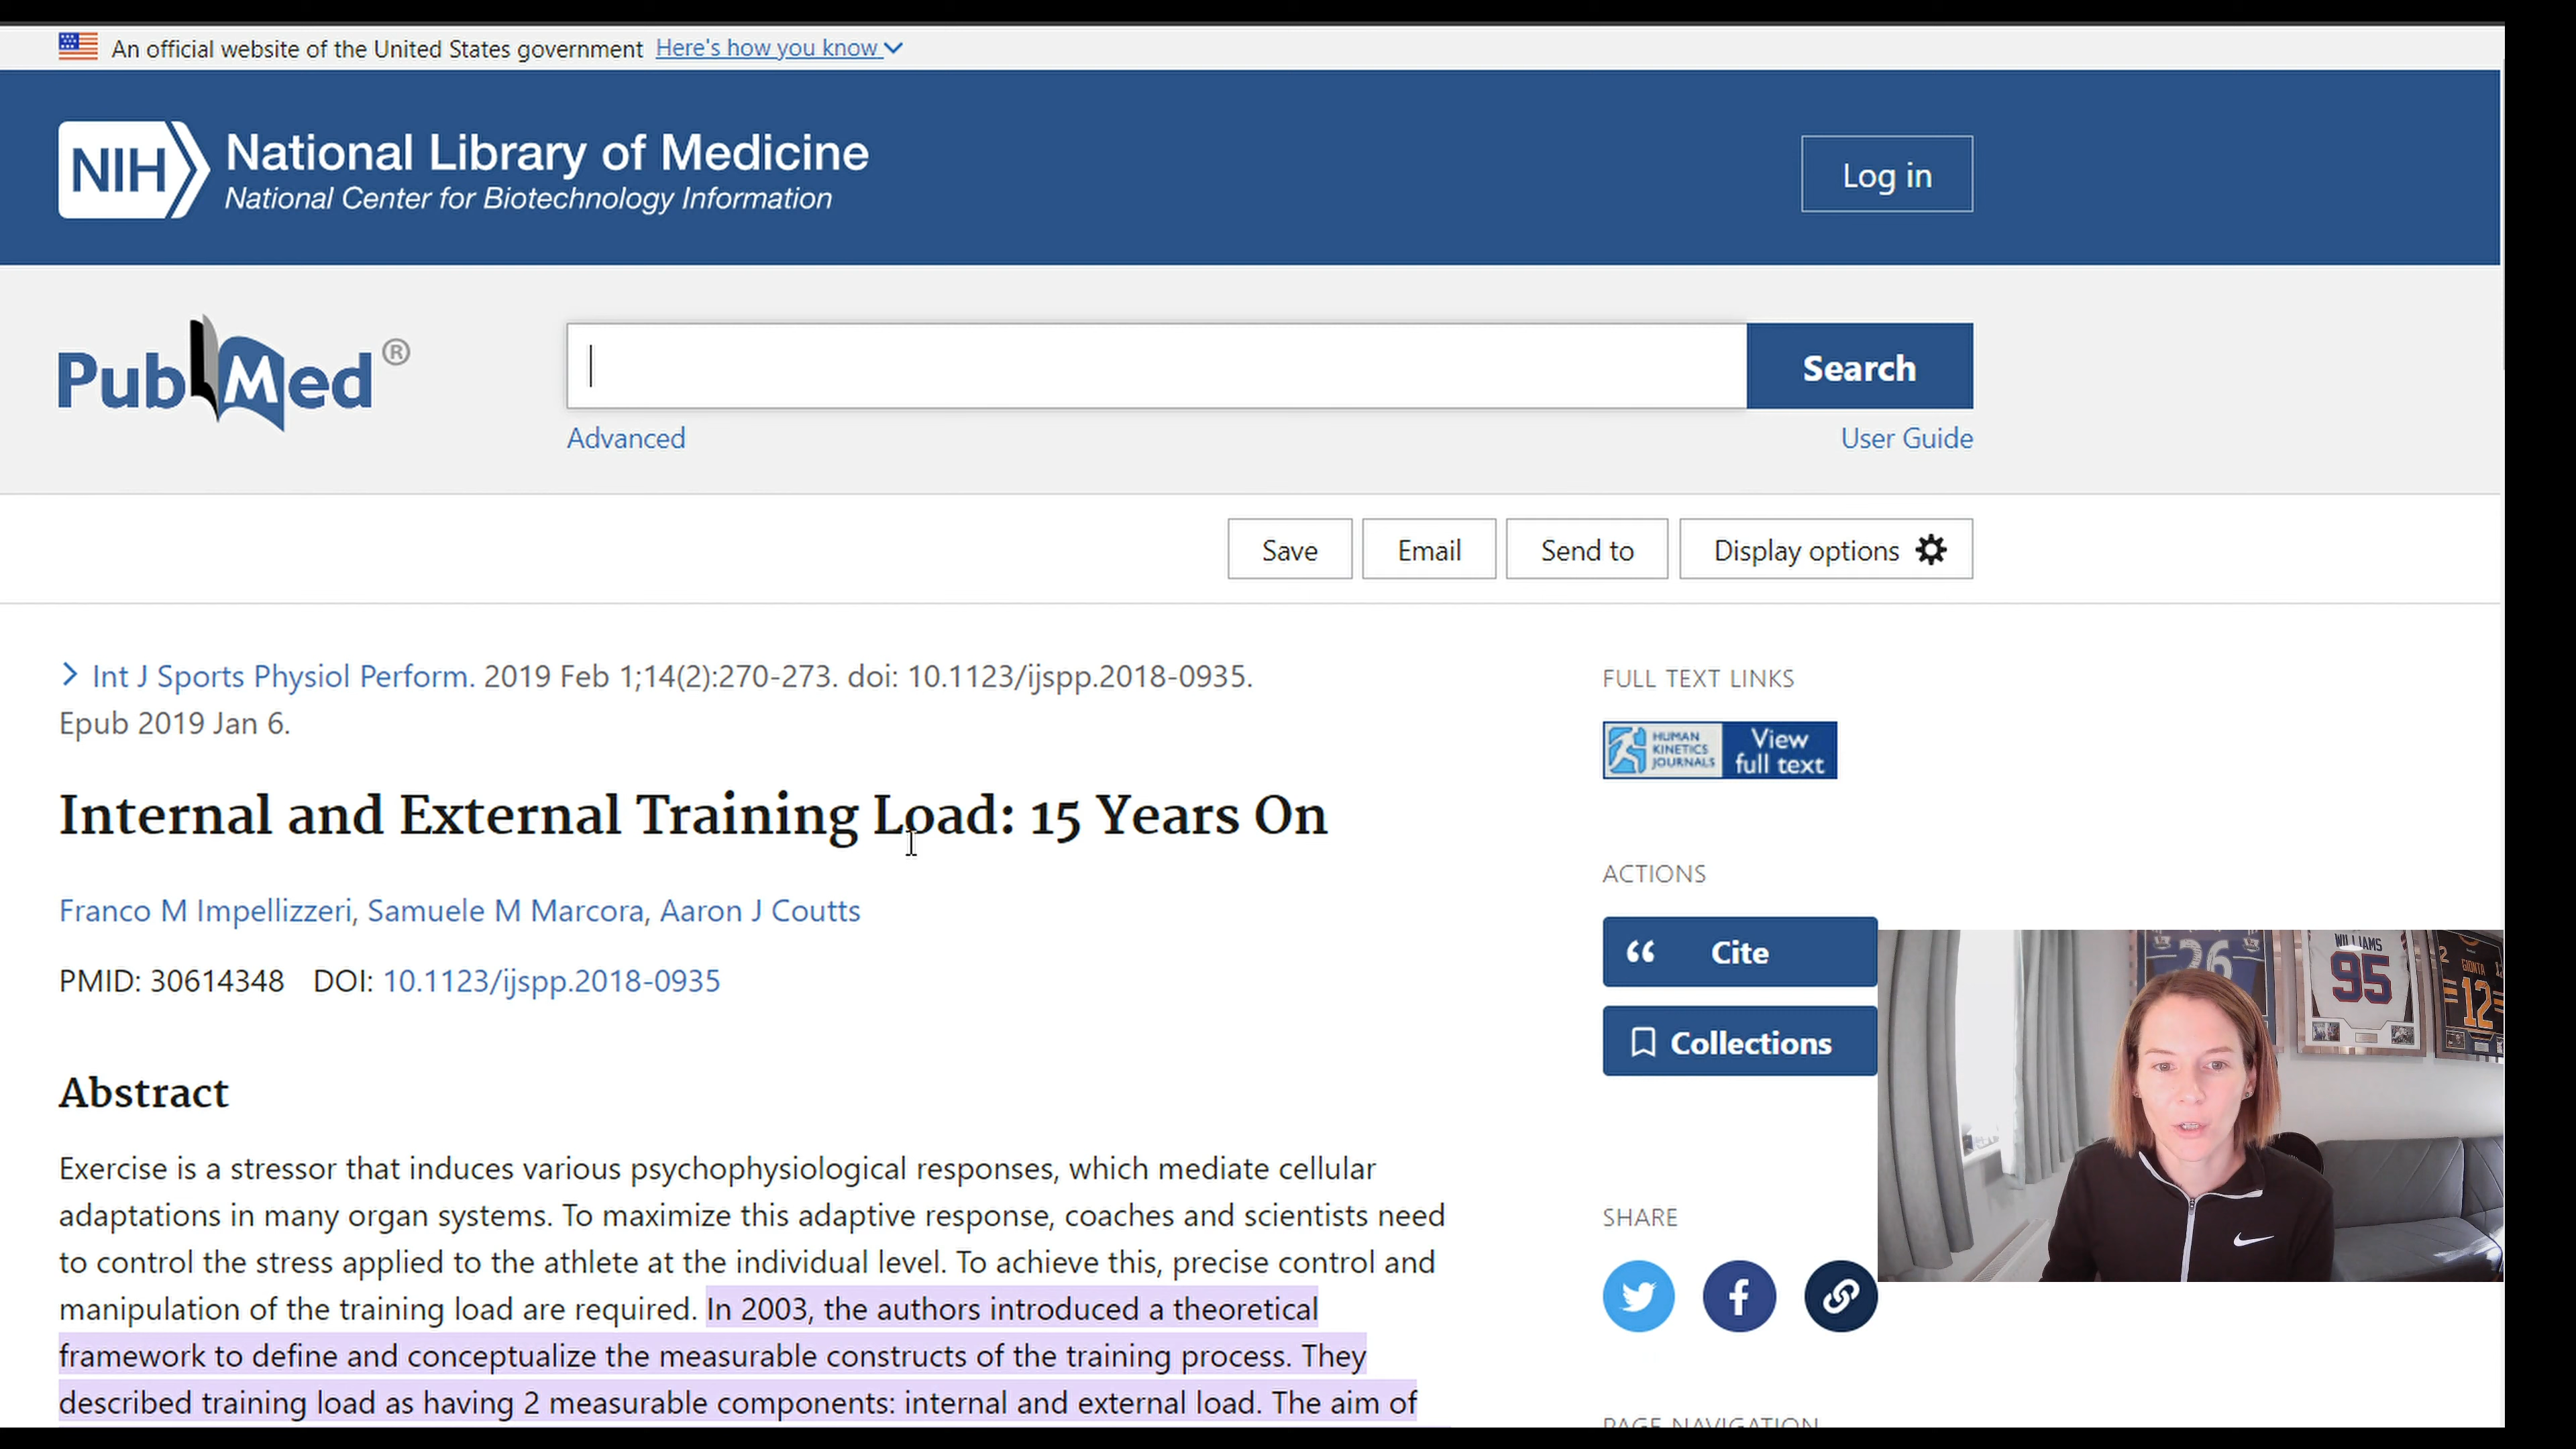 An official website of the United States government Here's how you know
NIH National Library of Medicine
National Center for Biotechnology Information
Log in
PubMed®
Search
Advanced
User Guide
Save
Email
Send to
Display options
Int J Sports Physiol Perform. 2019 Feb 1;14(2):270-273. doi: 10.1123/ijspp.2018-0935.
Epub 2019 Jan 6.
Internal and External Training Load: 15 Years On
Franco M Impellizzeri, Samuele M Marcora, Aaron J Coutts
PMID: 30614348 DOI: 10.1123/ijspp.2018-0935
Abstract
Exercise is a stressor that induces various psychophysiological responses, which mediate cellular
adaptations in many organ systems. To maximize this adaptive response, coaches and scientists need
to control the stress applied to the athlete at the individual level. To achieve this, precise control and
manipulation of the training load are required. In 2003, the authors introduced a theoretical
framework to define and conceptualize the measurable constructs of the training process. They
described training load as having 2 measurable components: internal and external load. The aim of
FULL TEXT LINKS
HUMAN
KINETICS
JOURNALS
View
full text
ACTIONS
Cite
Collections
SHARE
PAGE NAVIGATION
26
WILLIAMS
95
2
GIONTA
12